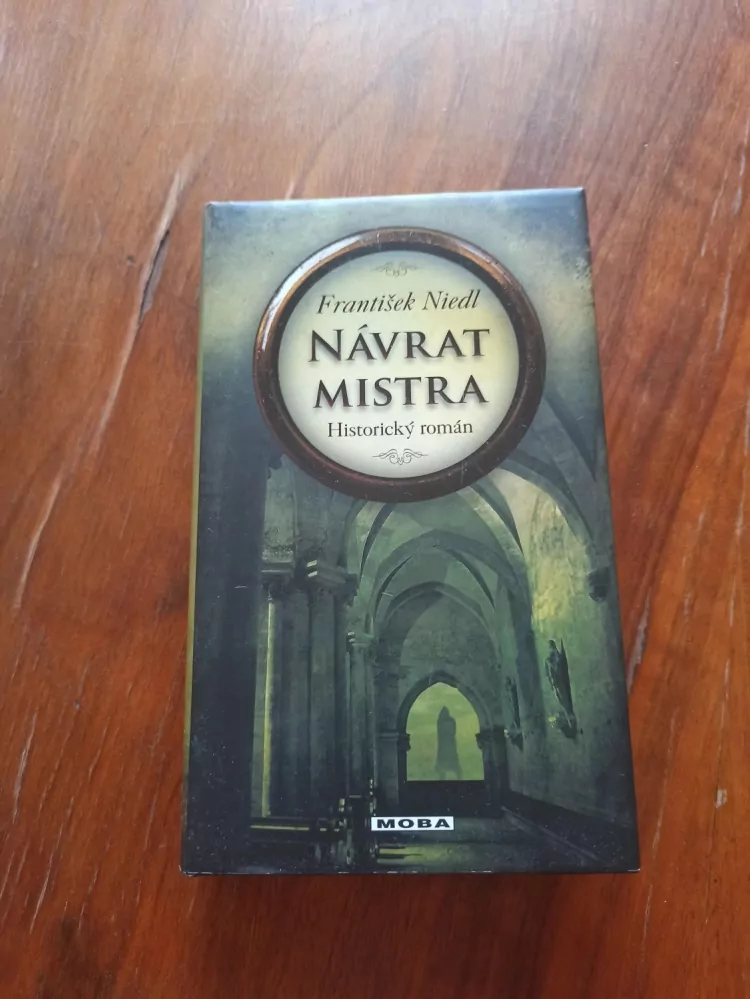 František Niedl
NÁVRAT
MISTRA
Historický román
MOBA